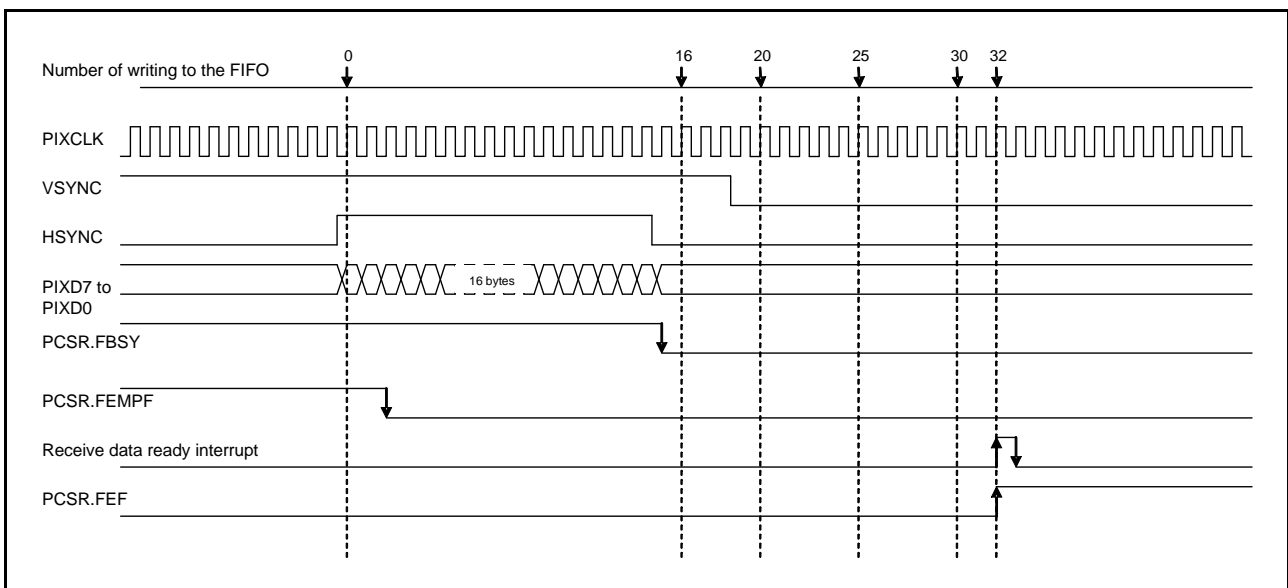 0 16 20 25 30 32
Number of writing to the FIFO
PIXCLK
VSYNC
HSYNC
16 bytes
PIXD7 to
PIXD0
PCSR.FBSY
PCSR.FEMPF
Receive data ready interrupt
PCSR.FEF